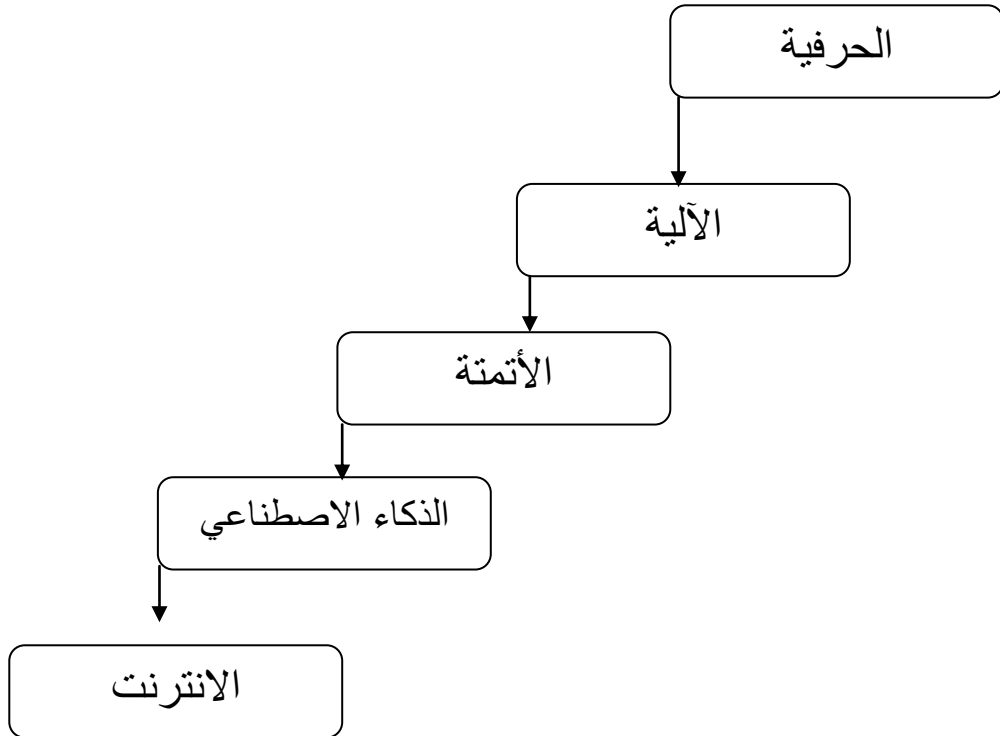 الحرفية
الآلية
الأتمتة
الذكاء الاصطناعي
الانترنت